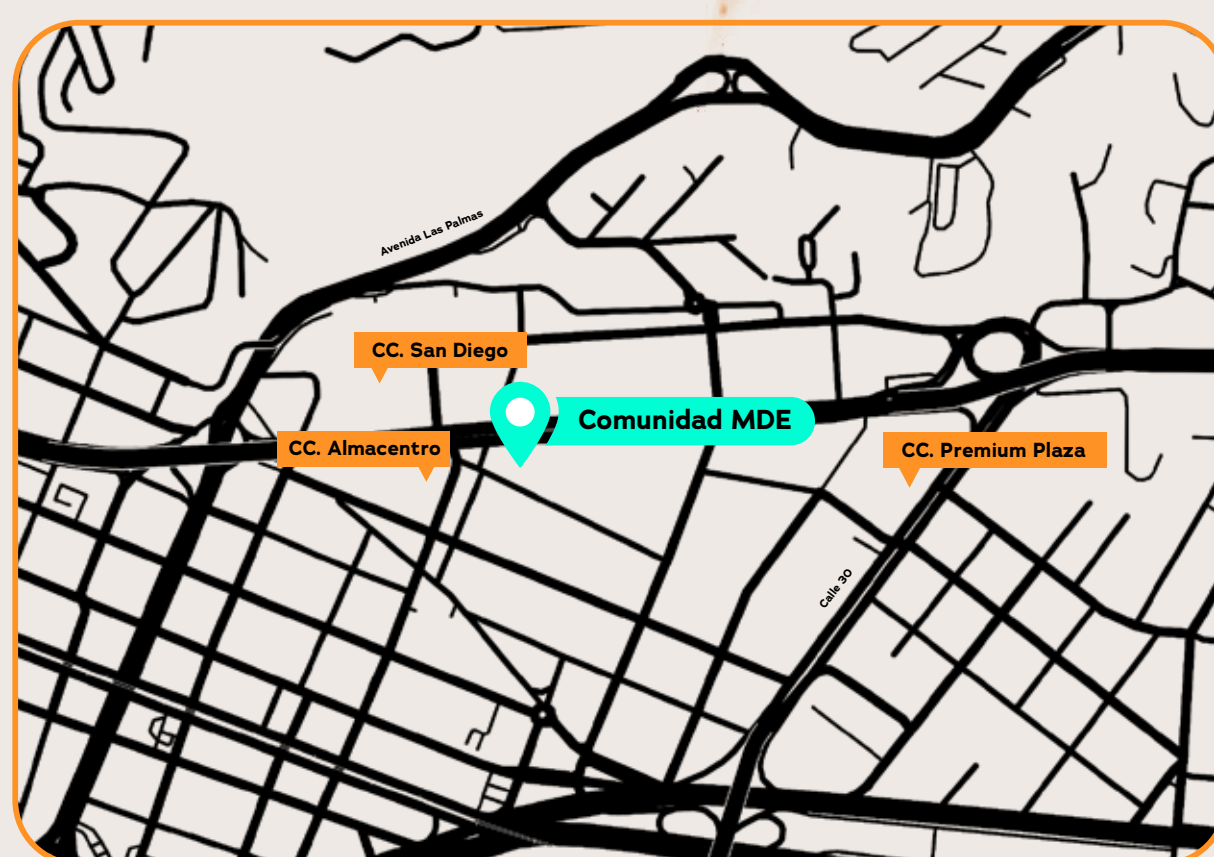 Avenida Las Palmas
CC. San Diego
Comunidad MDE
CC. Almacentro
CC. Premium Plaza
Calle 30